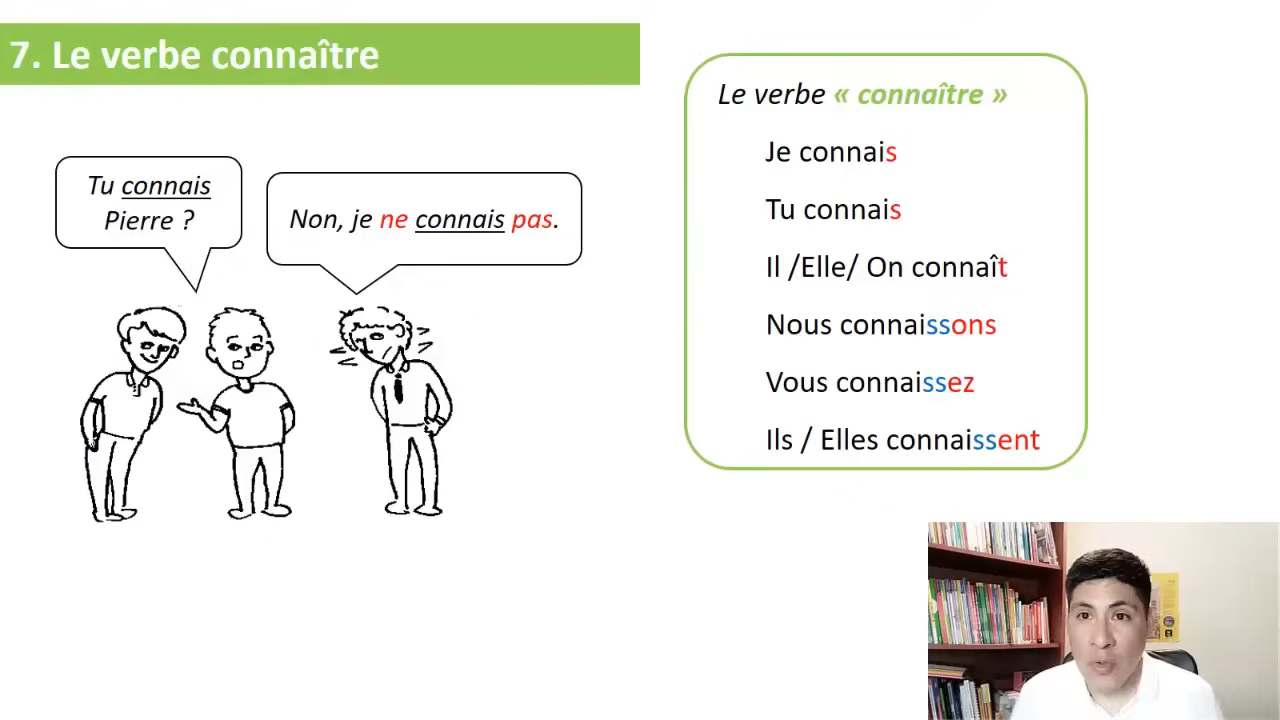 7. Le verbe connaître
Tu connais
Pierre ?
Non, je ne connais pas.
Le verbe « connaître »
Je connais
Tu connais
Il /Elle/ On connaît
Nous connaissons
Vous connaissez
Ils / Elles connaissent